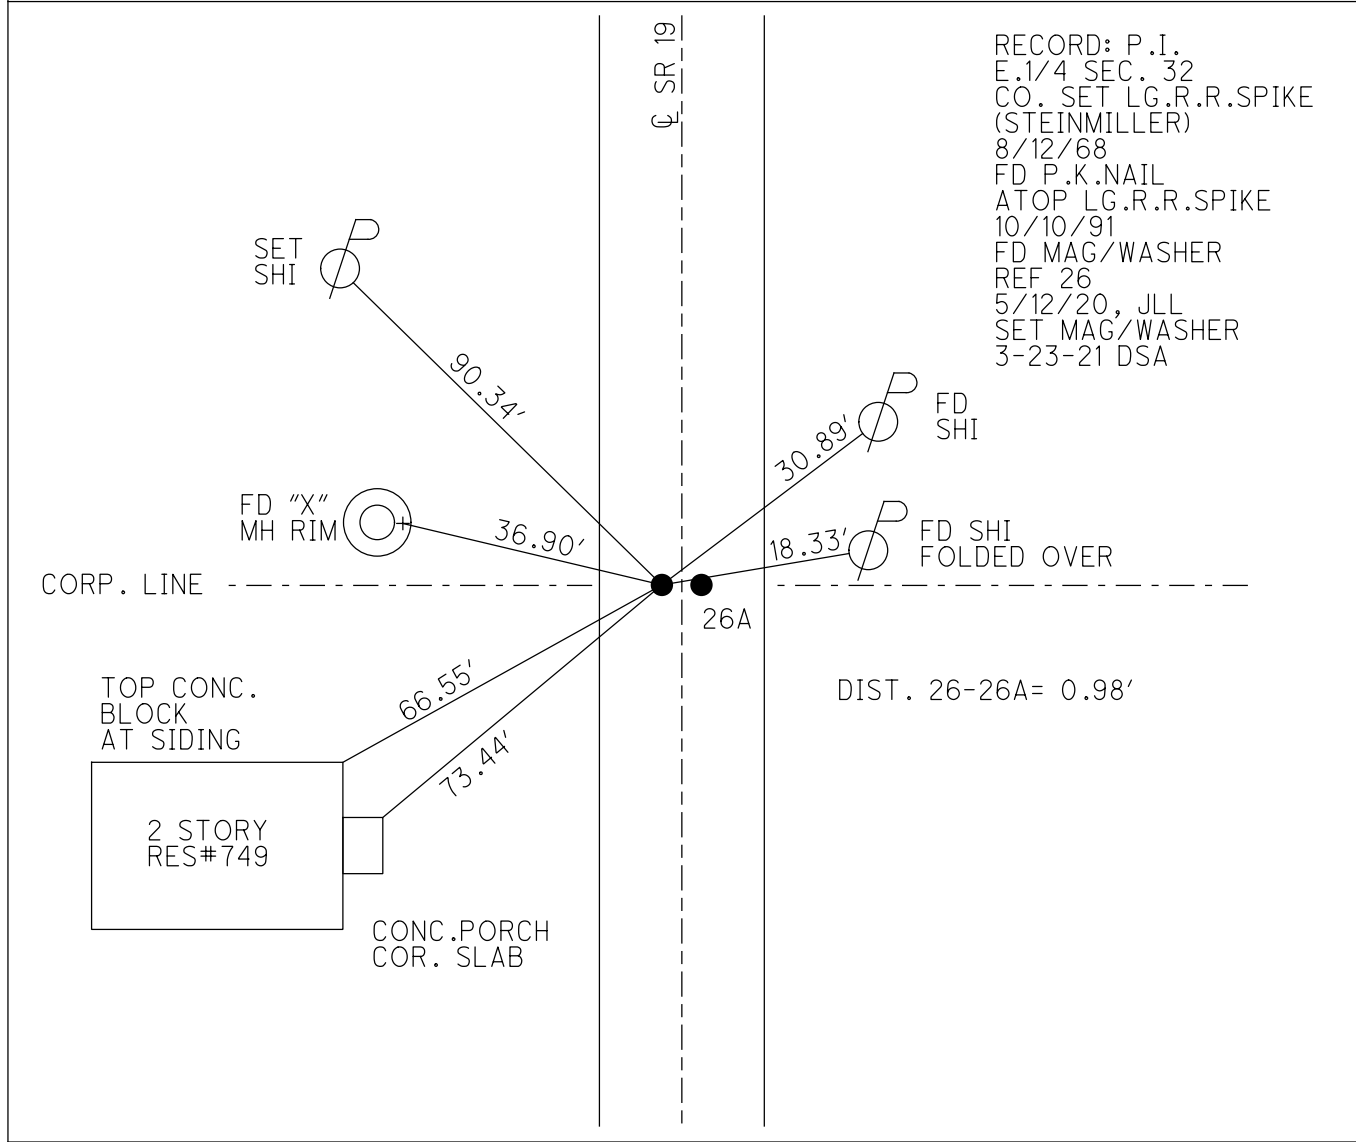 ℄ SR 19
RECORD: P.I.
E.1/4 SEC. 32
CO. SET LG.R.R.SPIKE
(STEINMILLER)
8/12/68
FD P.K.NAIL
ATOP LG.R.R.SPIKE
10/10/91
FD MAG/WASHER
REF 26
5/12/20, JLL
SET MAG/WASHER
3-23-21 DSA
SET
SHI
90.34'
FD
SHI
30.89'
FD "X"
MH RIM
36.90'
18.33'
FD SHI
FOLDED OVER
CORP. LINE
26A
66.55'
TOP CONC.
BLOCK
AT SIDING
DIST. 26-26A= 0.98'
73.44'
2 STORY
RES#749
CONC.PORCH
COR. SLAB